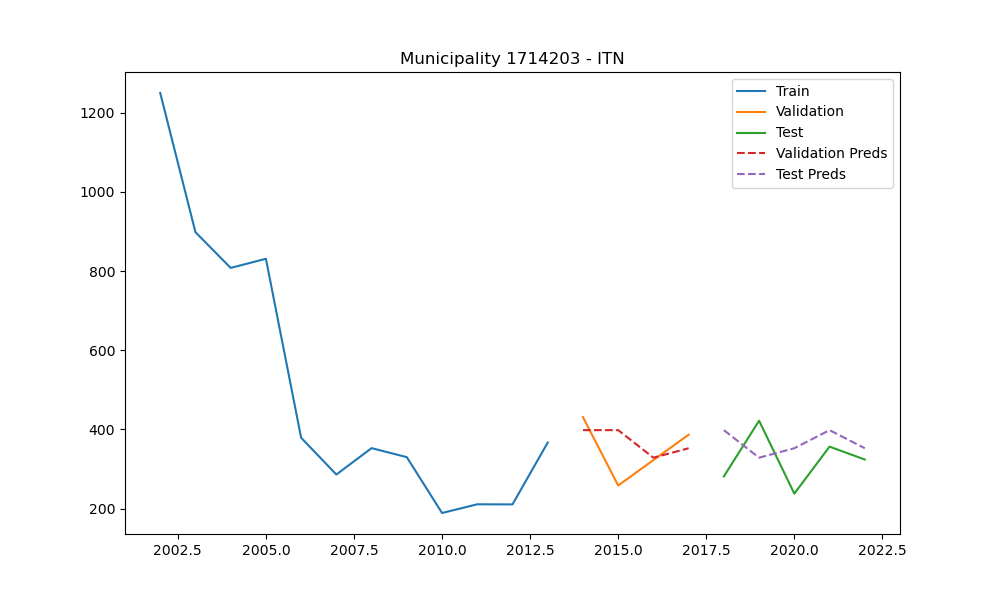 Municipality 1714203 - ITN
Train
Validation
Test
Validation Preds
Test Preds
1200
1000
800
600
400
200
2002.5 2005.0 2007.5 2010.0 2012.5 2015.0 2017.5 2020.0 2022.5